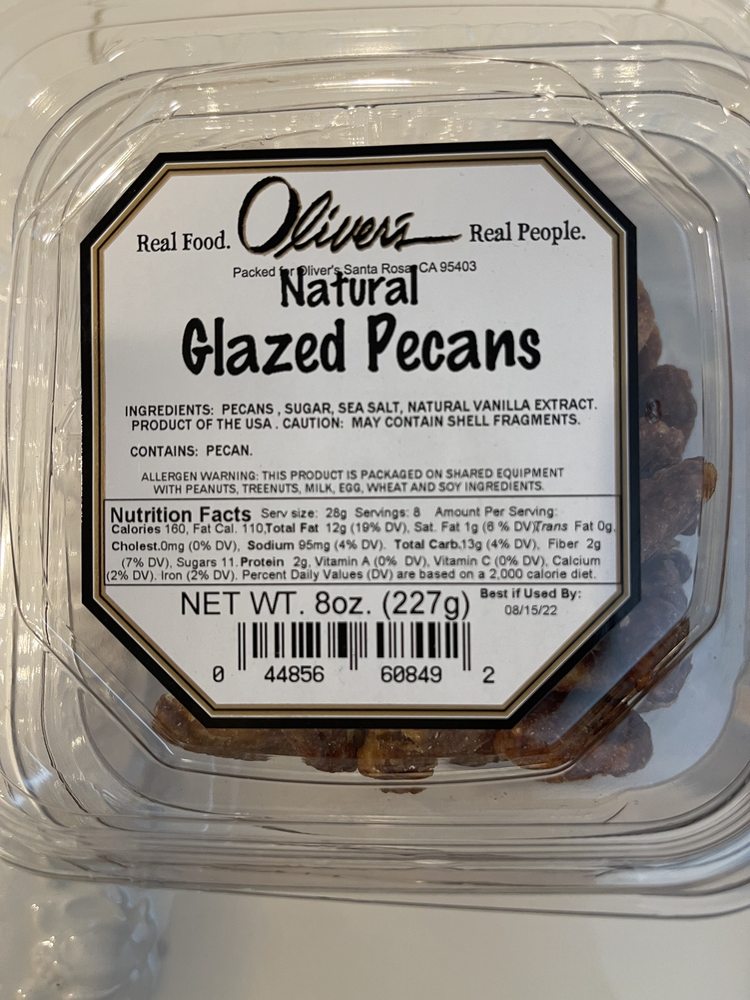 Real Food. Oliver's Real People.
Packed for Oliver's Santa Rosa, CA 95403
Natural
Glazed Pecans
INGREDIENTS: PECANS , SUGAR, SEA SALT, NATURAL VANILLA EXTRACT.
PRODUCT OF THE USA . CAUTION: MAY CONTAIN SHELL FRAGMENTS.
CONTAINS: PECAN.
ALLERGEN WARNING: THIS PRODUCT IS PACKAGED ON SHARED EQUIPMENT
WITH PEANUTS, TREENUTS, MILK, EGG, WHEAT AND SOY INGREDIENTS.
Nutrition Facts Serv size: 28g Servings: 8 Amount Per Serving:
Calories 160, Fat Cal. 110,Total Fat 12g (19% DV), Sat. Fat 1g (6 % DV)Trans Fat 0g,
Cholest.0mg (0% DV), Sodium 95mg (4% DV). Total Carb.13g (4% DV), Fiber 2g
(7% DV), Sugars 11.Protein 2g, Vitamin A (0% DV), Vitamin C (0% DV), Calcium
(2% DV). Iron (2% DV). Percent Daily Values (DV) are based on a 2,000 calorie diet.
NET WT. 8oz. (227g) Best if Used By:
08/15/22
0 44856 60849 2